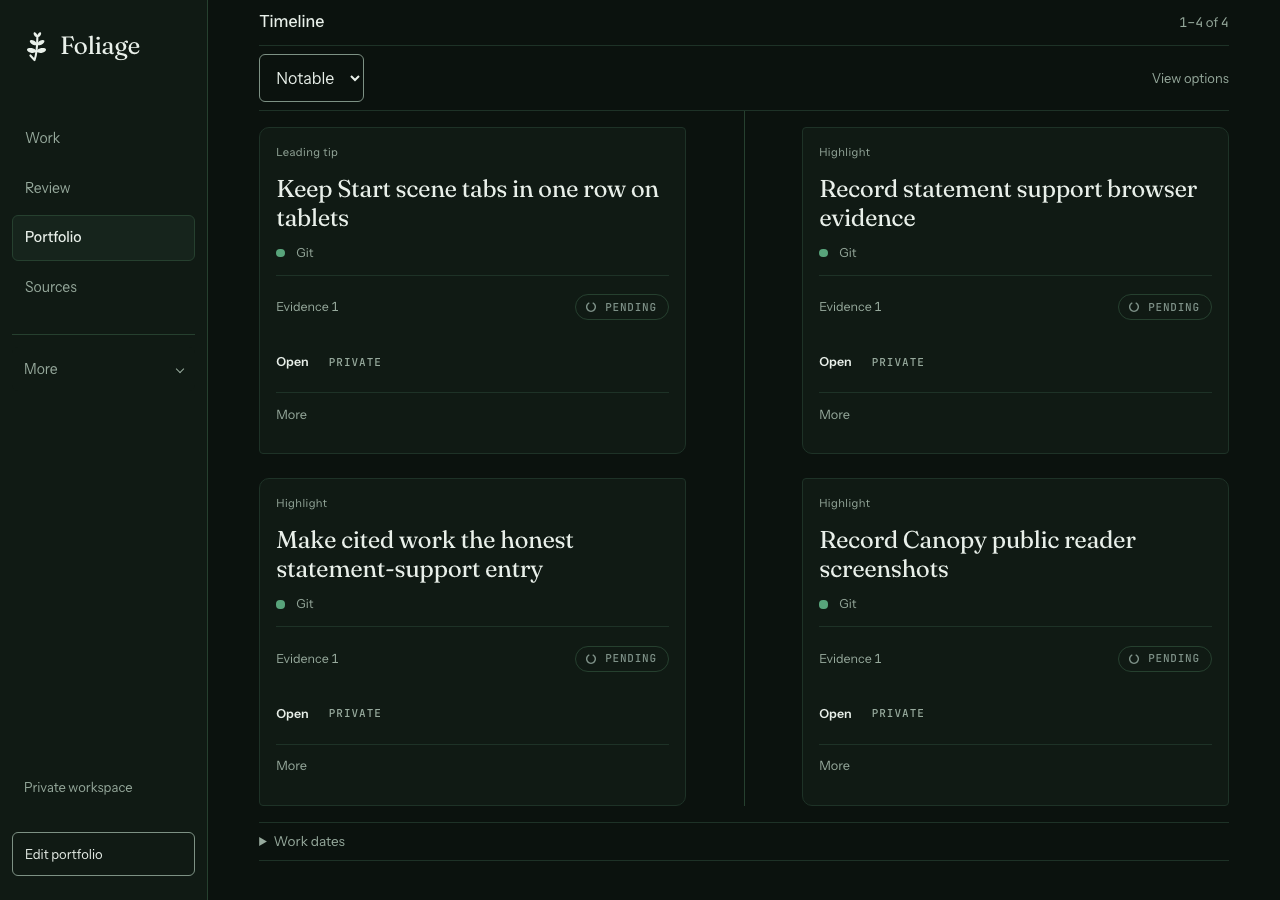 Foliage
Work
Review
Portfolio
Sources
More
Private workspace
Edit portfolio
Timeline
1–4 of 4
Notable
View options
Leading tip
Keep Start scene tabs in one row on
tablets
Git
Evidence 1
PENDING
Open PRIVATE
More
Highlight
Record statement support browser
evidence
Git
Evidence 1
PENDING
Open PRIVATE
More
Highlight
Make cited work the honest
statement-support entry
Git
Evidence 1
PENDING
Open PRIVATE
More
Highlight
Record Canopy public reader
screenshots
Git
Evidence 1
PENDING
Open PRIVATE
More
Work dates